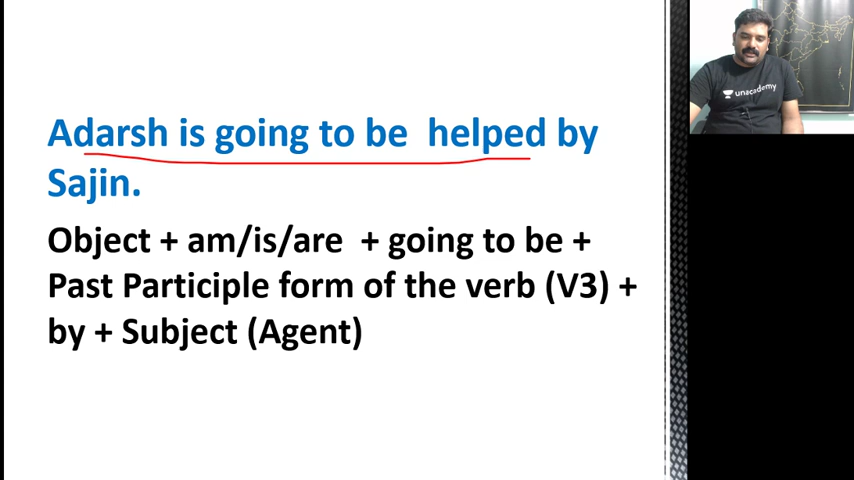 Adarsh is going to be helped by
Sajin.
Object + am/is/are + going to be +
Past Participle form of the verb (V3) +
by + Subject (Agent)
unacademy